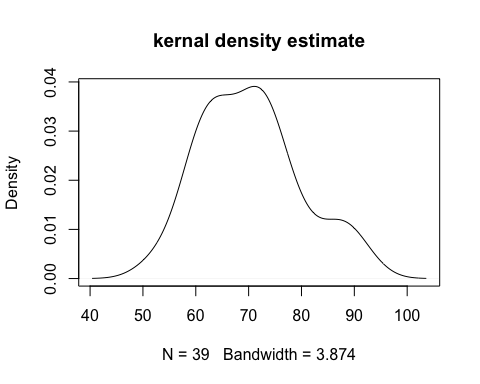 kernal density estimate
Density
0.04
0.03
0.02
0.01
0.00
40 50 60 70 80 90 100
N = 39 Bandwidth = 3.874